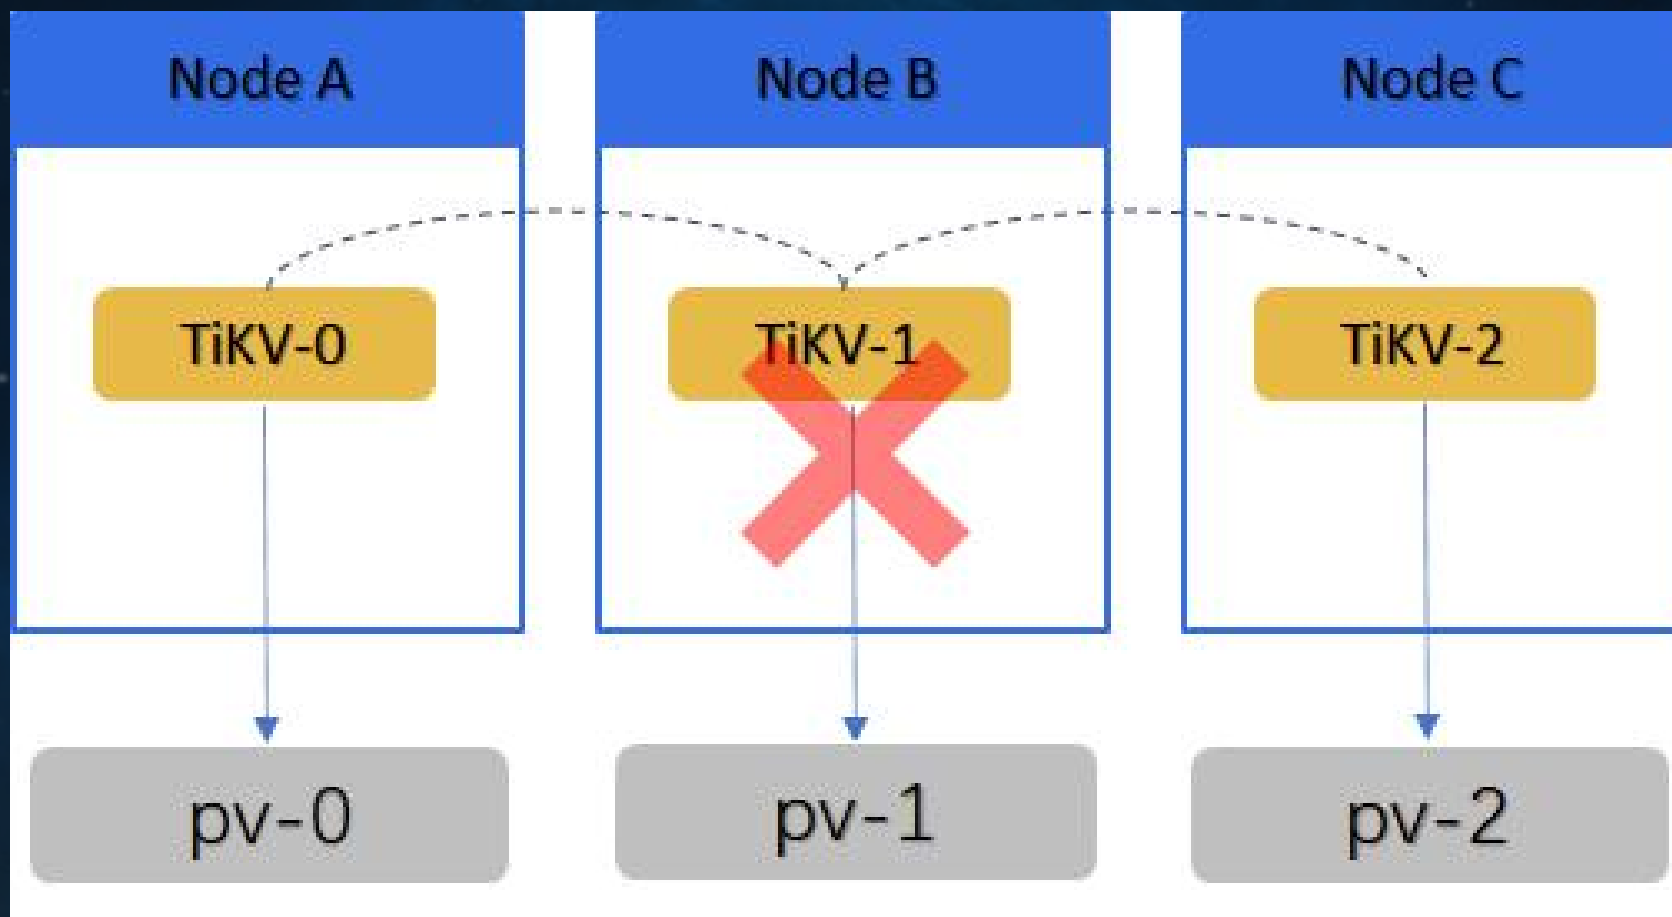 Node A
Node B
Node C
TiKV-0
TiKV-1
TiKV-2
pv-0
pv-1
pv-2